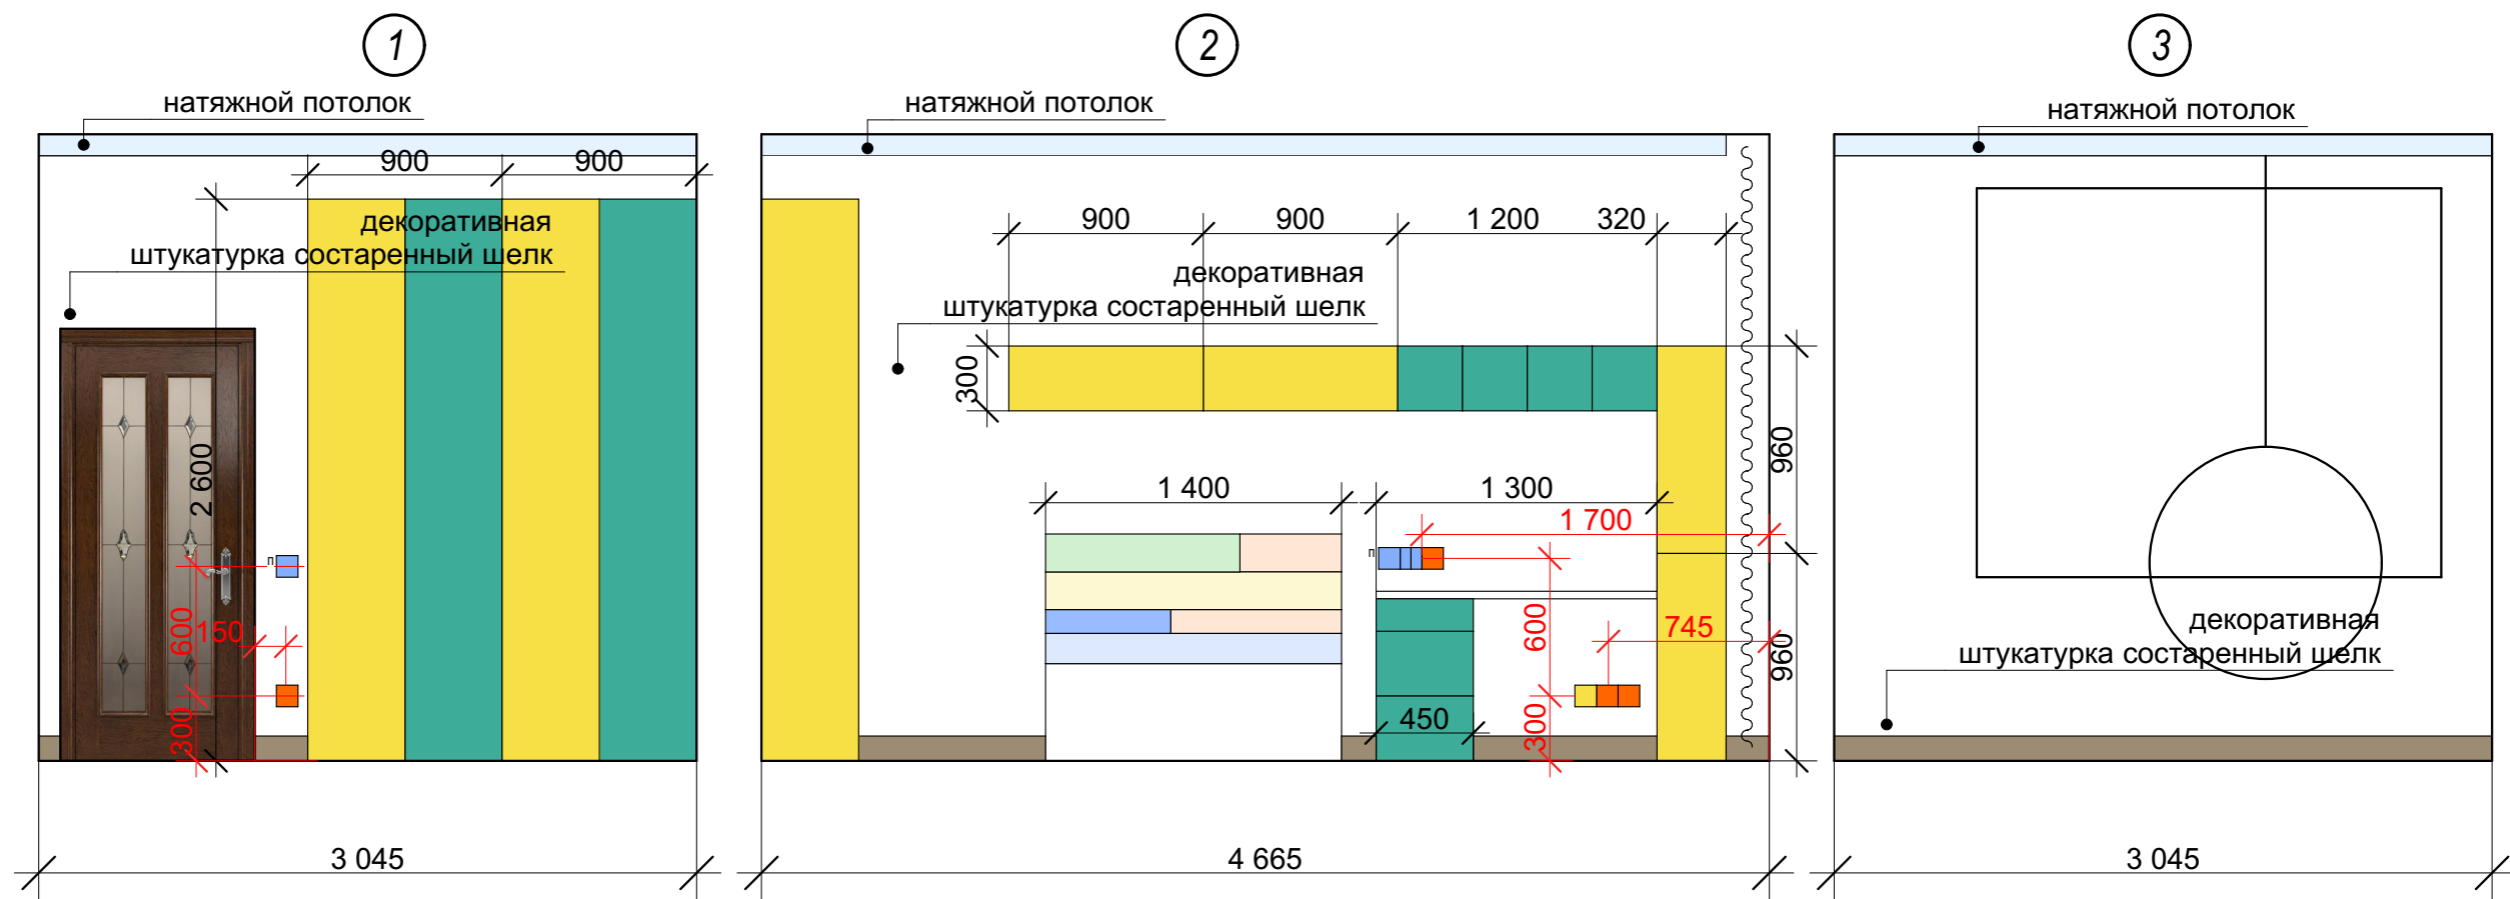 1
2
3
натяжной потолок
натяжной потолок
натяжной потолок
900
900
декоративная
штукатурка состаренный шелк
2 600
п
600
150
300
3 045
900
900
1 200
320
декоративная
штукатурка состаренный шелк
300
960
1 400
1 300
1 700
п
600
745
960
450
300
4 665
декоративная
штукатурка состаренный шелк
3 045